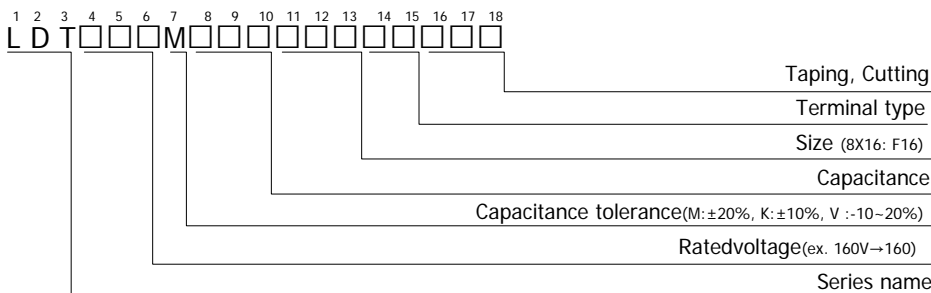 1 2 3 4 5 6 7 8 9 10 11 12 13 14 15 16 17 18
L D T□□□M□□□□□□□□□□□
Taping, Cutting
Terminal type
Size (8X16: F16)
Capacitance
Capacitance tolerance(M:±20%, K:±10%, V :-10~20%)
Ratedvoltage(ex. 160V→160)
Series name